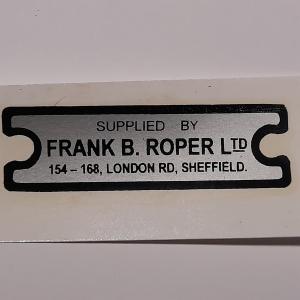 SUPPLIED BY
FRANK B. ROPER LTD
154 – 168, LONDON RD, SHEFFIELD.